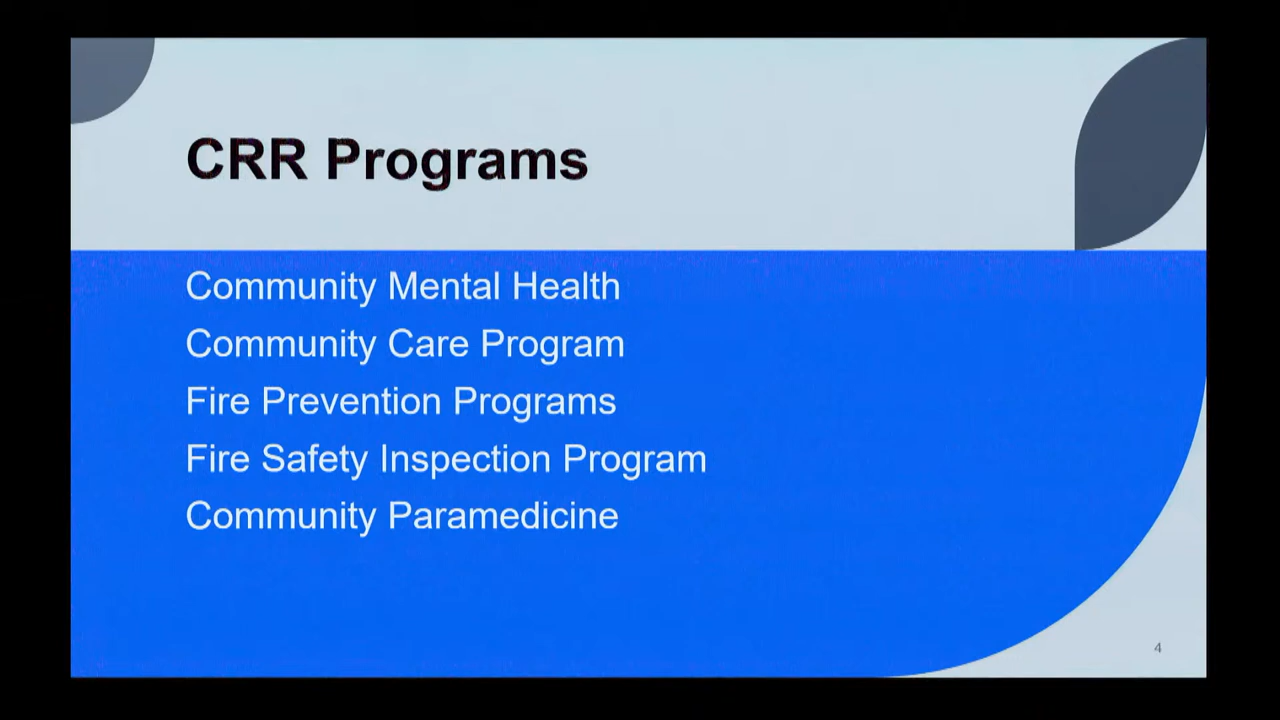 CRR Programs
Community Mental Health
Community Care Program
Fire Prevention Programs
Fire Safety Inspection Program
Community Paramedicine
4